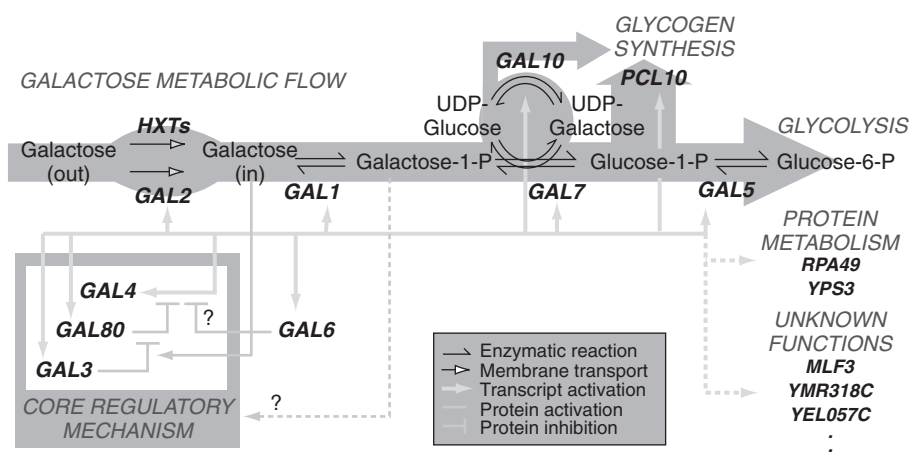 GLYCOGEN
SYNTHESIS
GALACTOSE METABOLIC FLOW
GAL10
PCL10
HXTs
UDP-
Glucose
UDP-
Galactose
GLYCOLYSIS
Galactose
(out)
Galactose
(in)
Galactose-1-P
Glucose-1-P
Glucose-6-P
GAL2
GAL1
GAL7
GAL5
PROTEIN
METABOLISM
RPA49
YPS3
GAL4
GAL80
?
GAL6
GAL3
UNKNOWN
FUNCTIONS
MLF3
YMR318C
YEL057C
.
.
CORE REGULATORY
MECHANISM
?
Enzymatic reaction
Membrane transport
Transcript activation
Protein activation
Protein inhibition